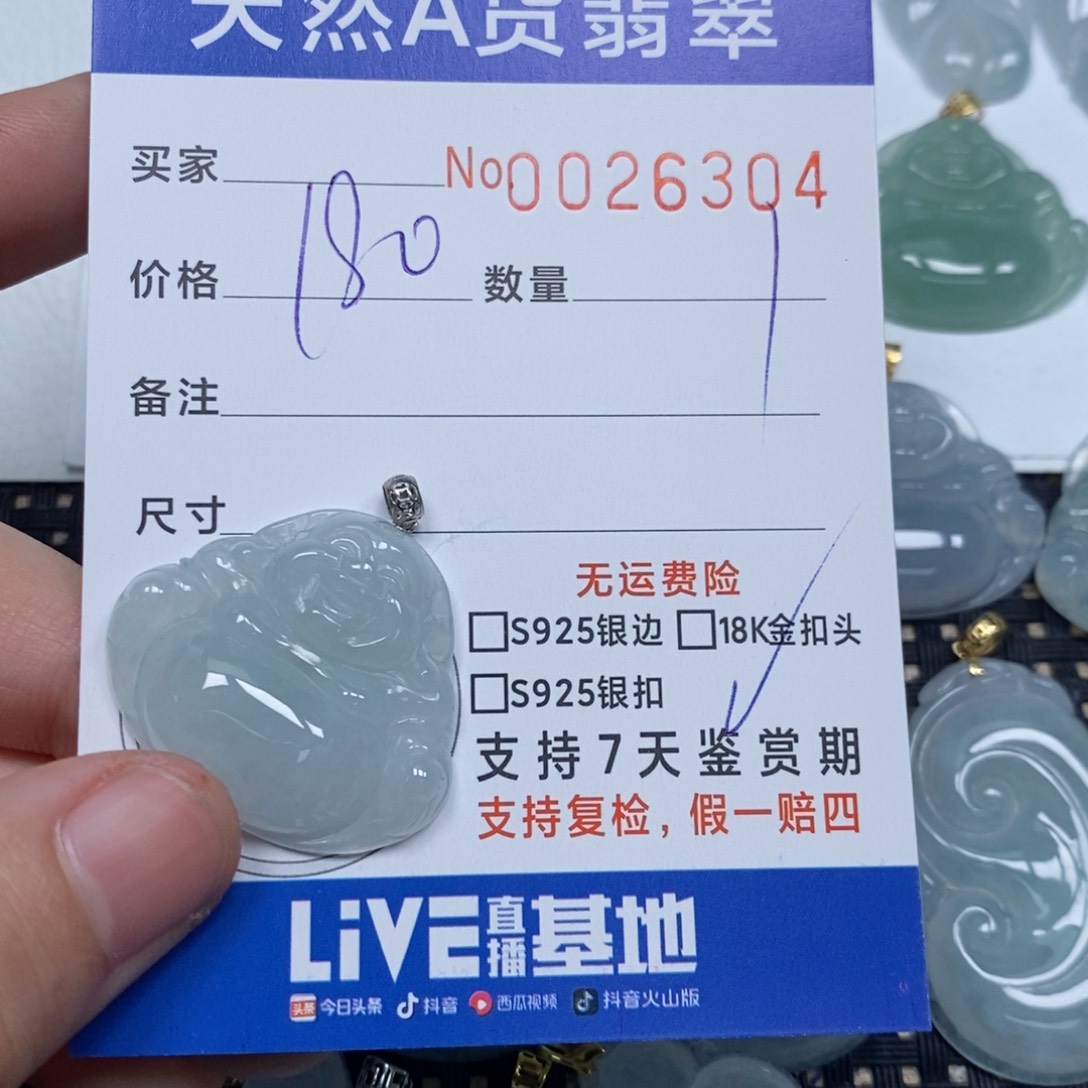 天然A货翡翠
买家 No0026304
价格 180 数量 1
备注
尺寸
无运费险
S925银边 18K金扣头
S925银扣
支持7天鉴赏期
支持复检，假一赔四
LiVE直播基地
头条 今日头条 抖音 西瓜视频 抖音火山版